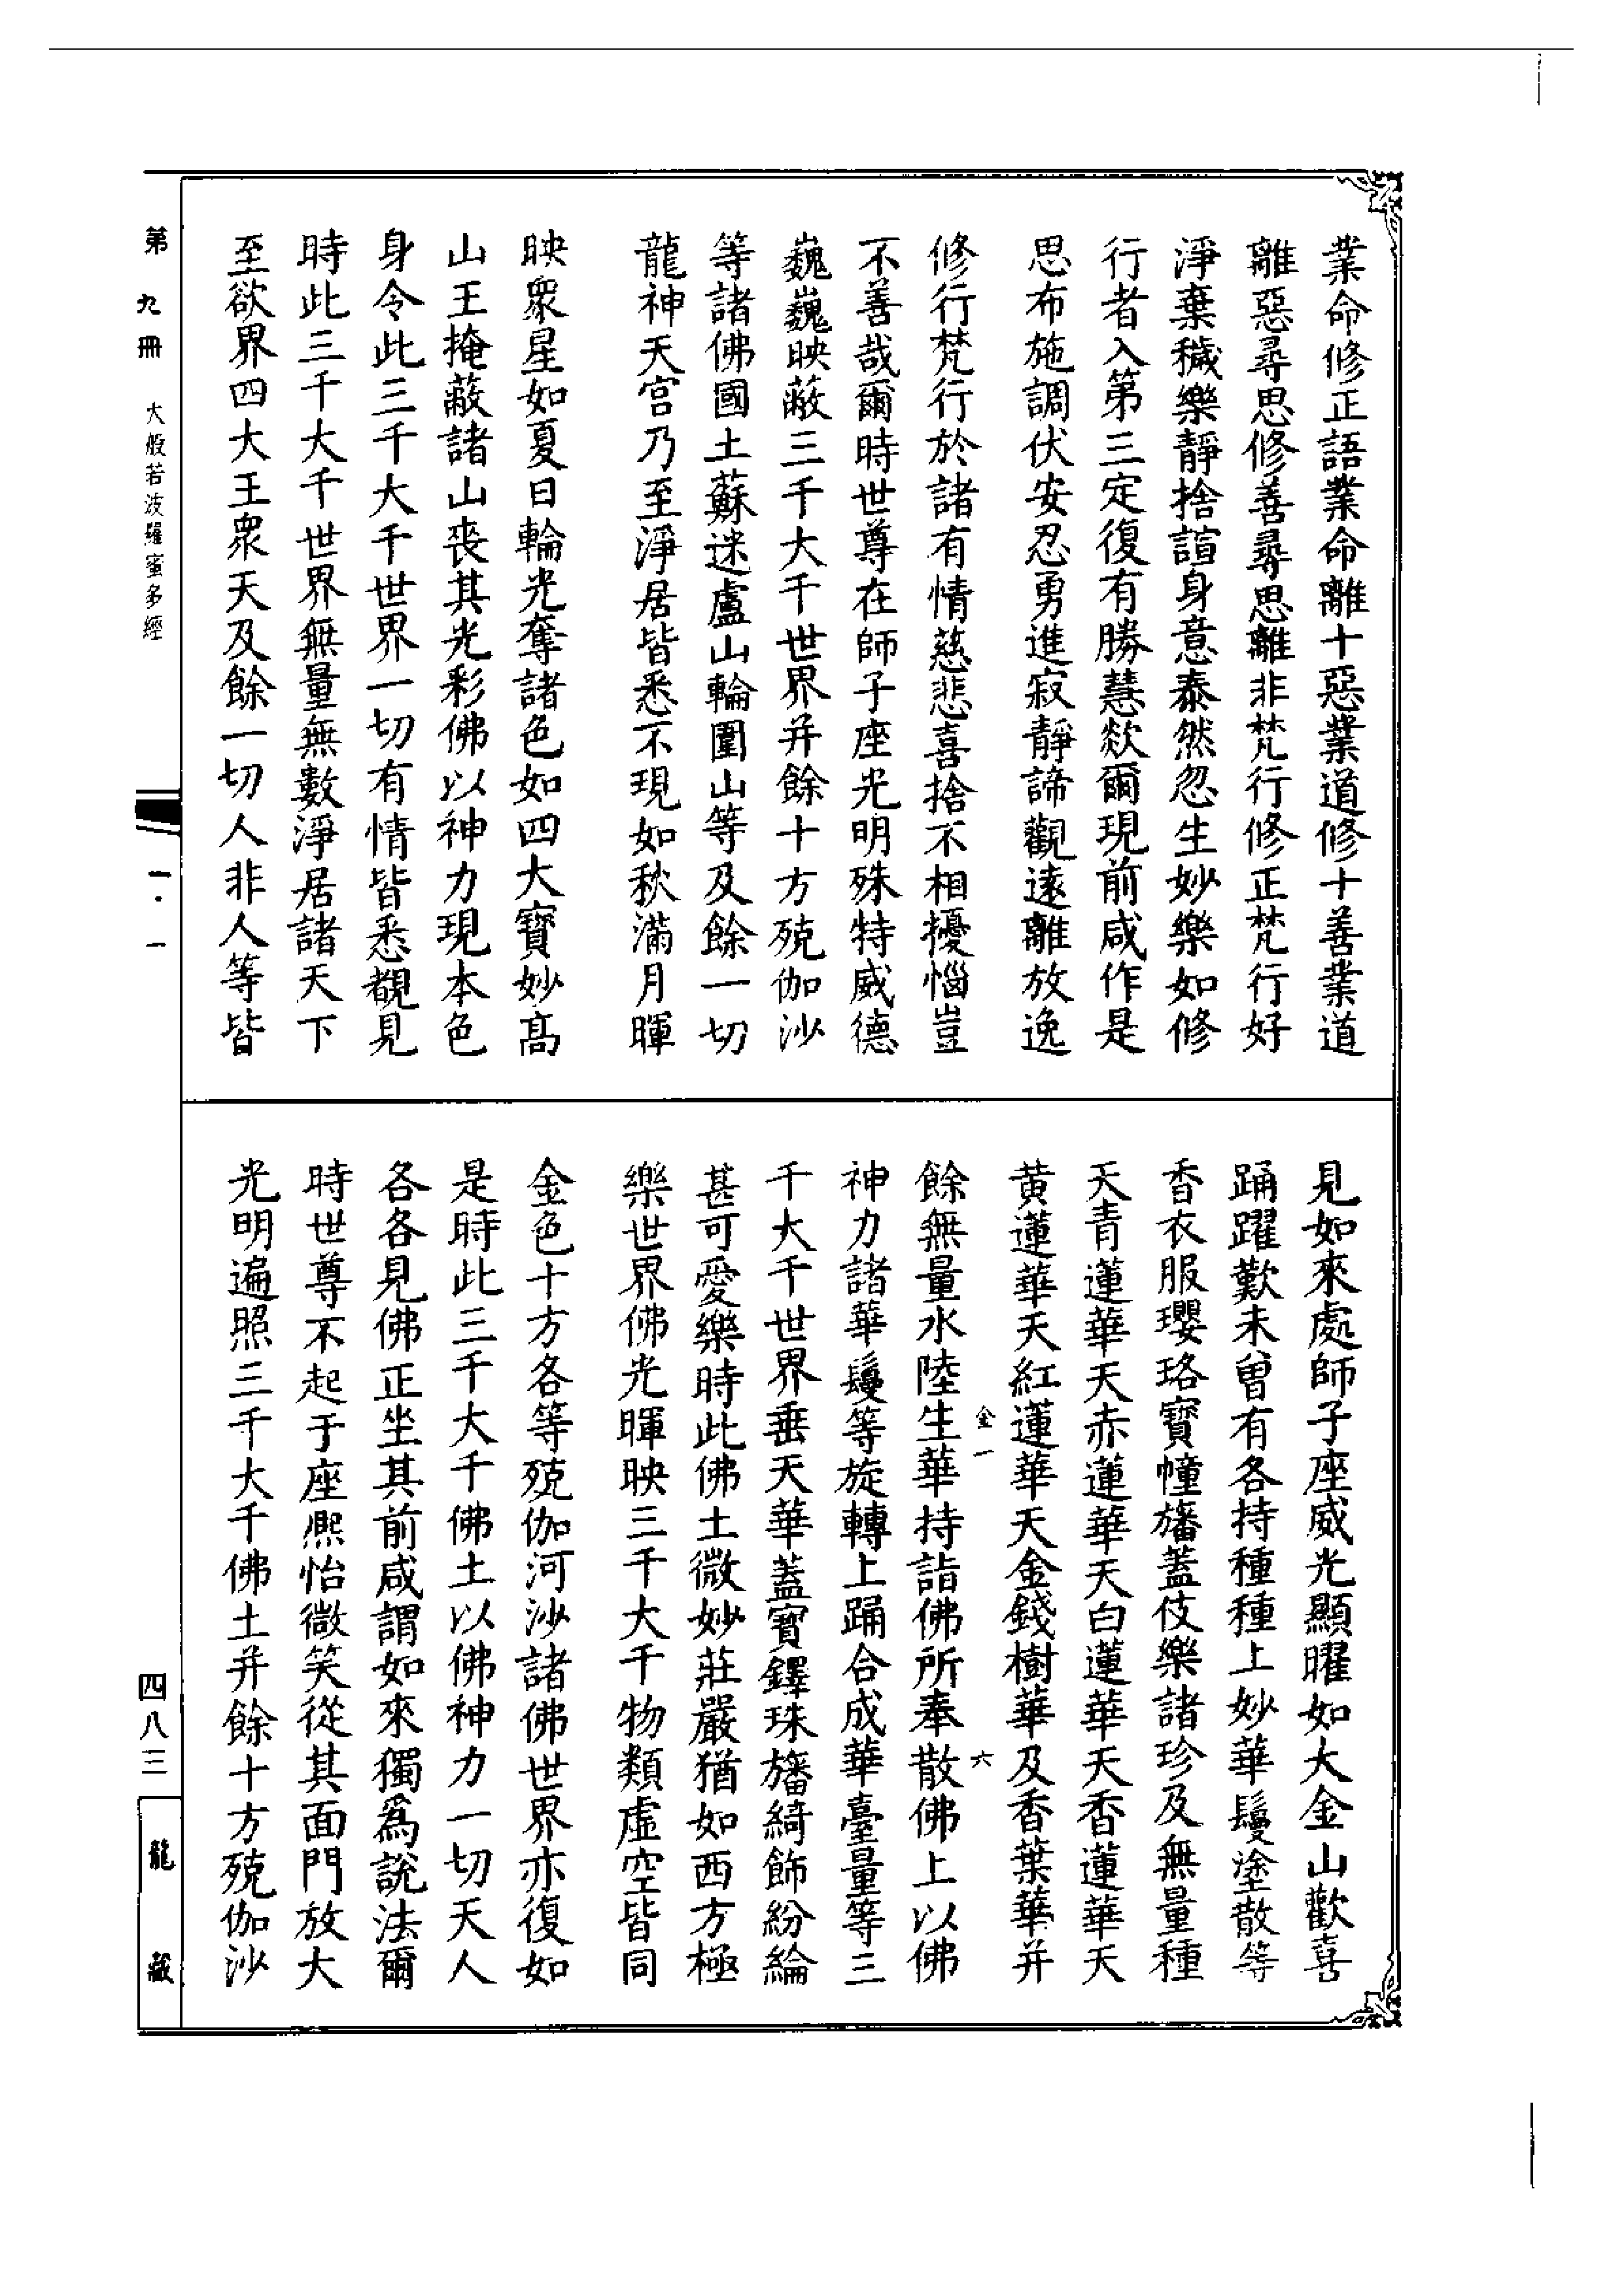 業命修正語業命離十惡業道修十善業道
離惡尋思修善尋思離非梵行修正梵行好
淨棄穢樂靜捨諠身意泰然忽生妙樂如修
行者入第三定復有勝慧欻爾現前咸作是
思布施調伏安忍勇進寂靜諦觀遠離放逸
修行梵行於諸有情慈悲喜捨不相擾惱豈
不善哉爾時世尊在師子座光明殊特威德
巍巍映蔽三千大千世界并餘十方殑伽沙
等諸佛國土蘇迷盧山輪圍山等及餘一切
龍神天宮乃至淨居皆悉不現如秋滿月暉
映衆星如夏日輪光奪諸色如四大寶妙高
山王掩蔽諸山喪其光彩佛以神力現本色
身令此三千大千世界一切有情皆悉覩見
時此三千大千世界無量無數淨居諸天下
至欲界四大王衆天及餘一切人非人等皆
見如來處師子座威光顯曜如大金山歡喜
踊躍歎未曾有各持種種上妙華鬘塗散等
香衣服瓔珞寶幢旛蓋伎樂諸珍及無量種
天青蓮華天赤蓮華天白蓮華天香蓮華天
黃蓮華天紅蓮華天金錢樹華及香葉華并
金一 六
餘無量水陸生華持詣佛所奉散佛上以佛
神力諸華鬘等旋轉上踊合成華臺量等三
千大千世界垂天華蓋寶鐸珠旛綺飾紛綸
甚可愛樂時此佛土微妙莊嚴猶如西方極
樂世界佛光暉映三千大千物類虛空皆同
金色十方各等殑伽河沙諸佛世界亦復如
是時此三千大千佛土以佛神力一切天人
各各見佛正坐其前咸謂如來獨爲說法爾
時世尊不起于座熈怡微笑從其面門放大
光明遍照三千大千佛土并餘十方殑伽沙
第九冊 大般若波羅蜜多經
一·一
四八三
龍藏